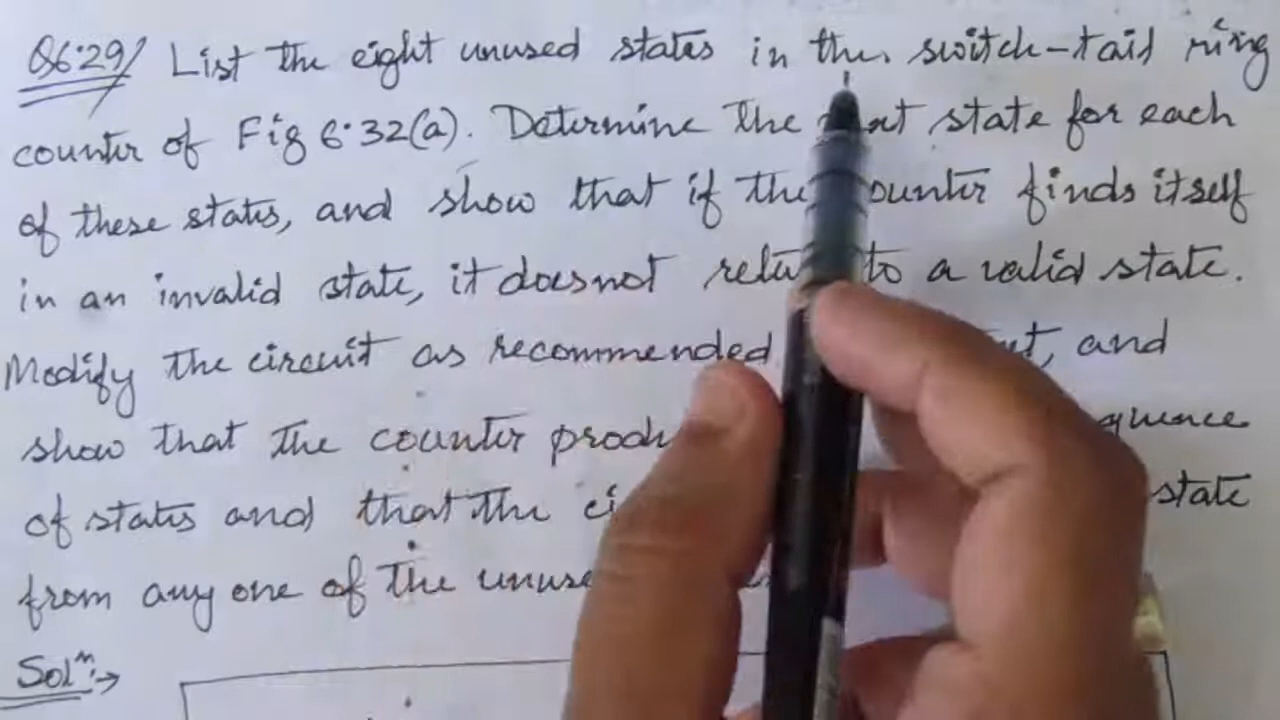 Q6.29/ List the eight unused states in the switch-tail ring
counter of Fig 6.32(a). Determine the state for each
of these states, and show that if the counter finds itself
in an invalid state, it does not to a valid state.
Modify the circuit as recommended and
show that the counter
of states and that the state
from any one of the
Solⁿ:→